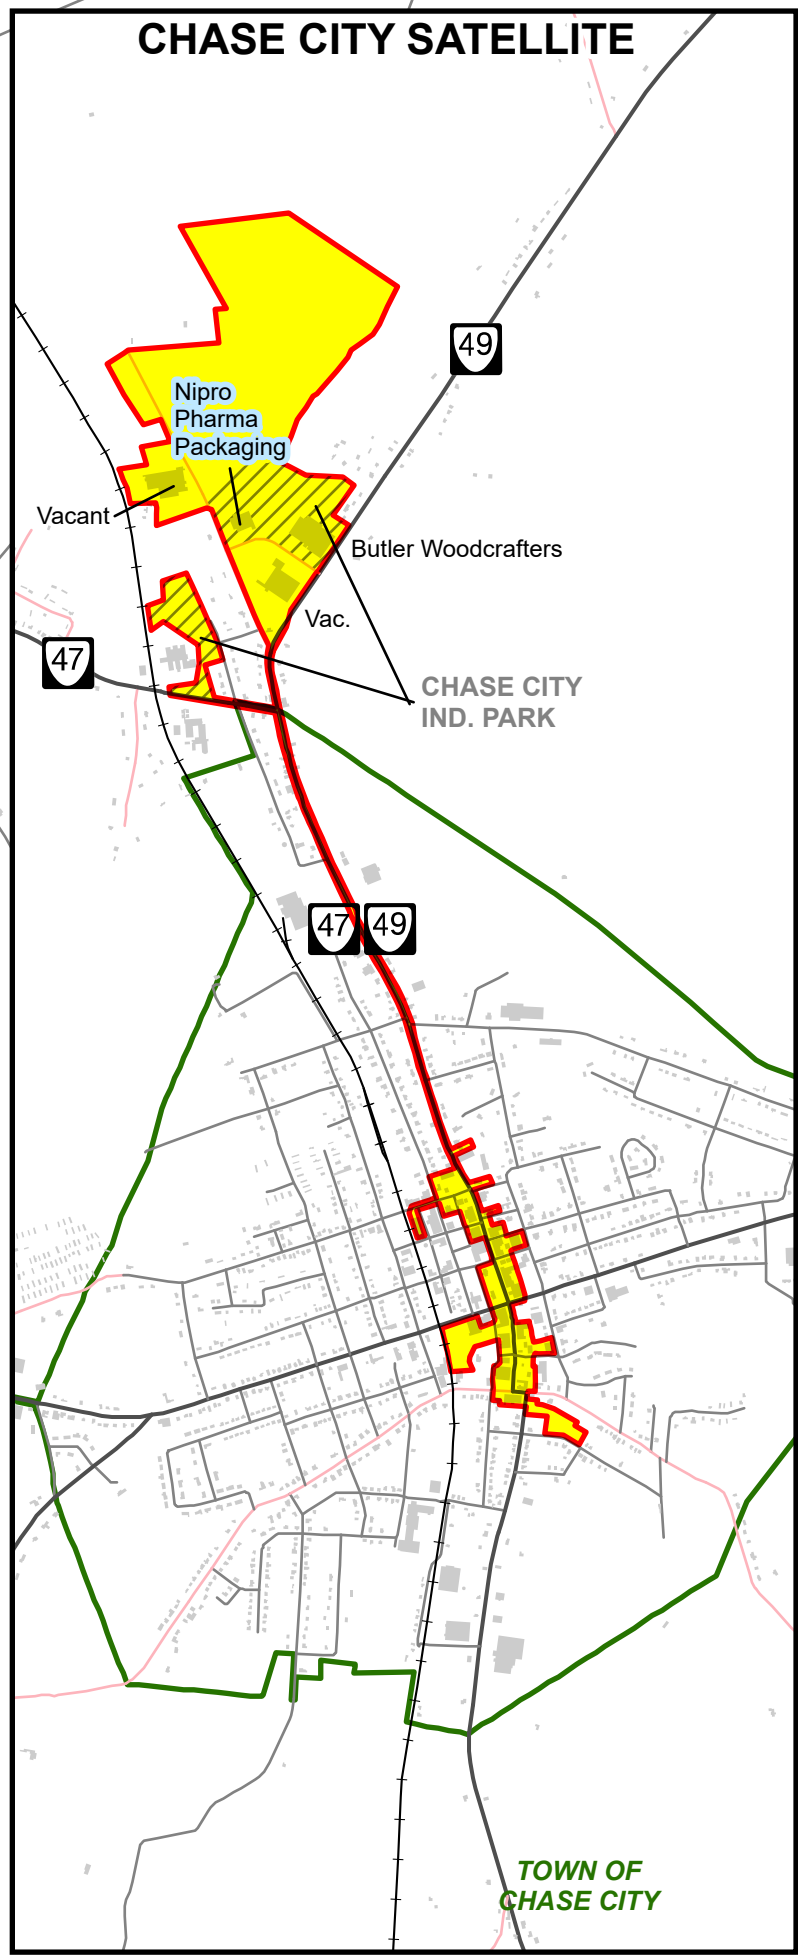 CHASE CITY SATELLITE
49
Nipro
Pharma
Packaging
Vacant
Butler Woodcrafters
Vac.
47
CHASE CITY
IND. PARK
47
49
TOWN OF
CHASE CITY